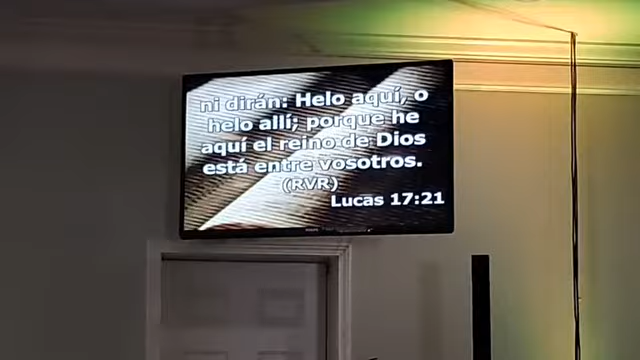 ni dirán: Helo aquí, o
helo allí; porque he
aquí el reino de Dios
está entre vosotros.
(RVR)
Lucas 17:21